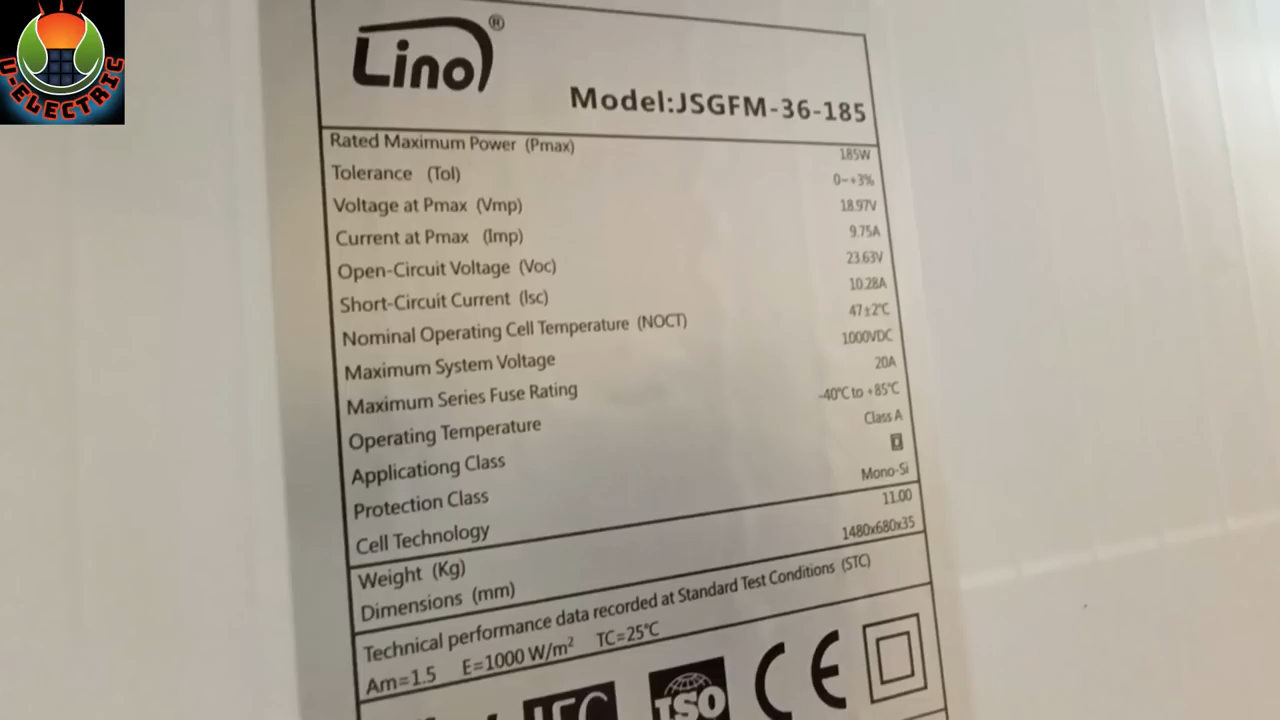 U-ELECTRIC
Lino®
Model:JSGFM-36-185
Rated Maximum Power (Pmax) 185W
Tolerance (Tol) 0~+3%
Voltage at Pmax (Vmp) 18.97V
Current at Pmax (Imp) 9.75A
Open-Circuit Voltage (Voc) 23.63V
Short-Circuit Current (Isc) 10.28A
Nominal Operating Cell Temperature (NOCT) 47±2℃
Maximum System Voltage 1000VDC
Maximum Series Fuse Rating 20A
Operating Temperature -40℃ to +85℃
Applicationg Class Class A
Protection Class
Cell Technology Mono-Si
Weight (Kg) 11.00
Dimensions (mm) 1480x680x35
Technical performance data recorded at Standard Test Conditions (STC)
Am=1.5 E=1000 W/m² TC=25℃
IEC ISO CE